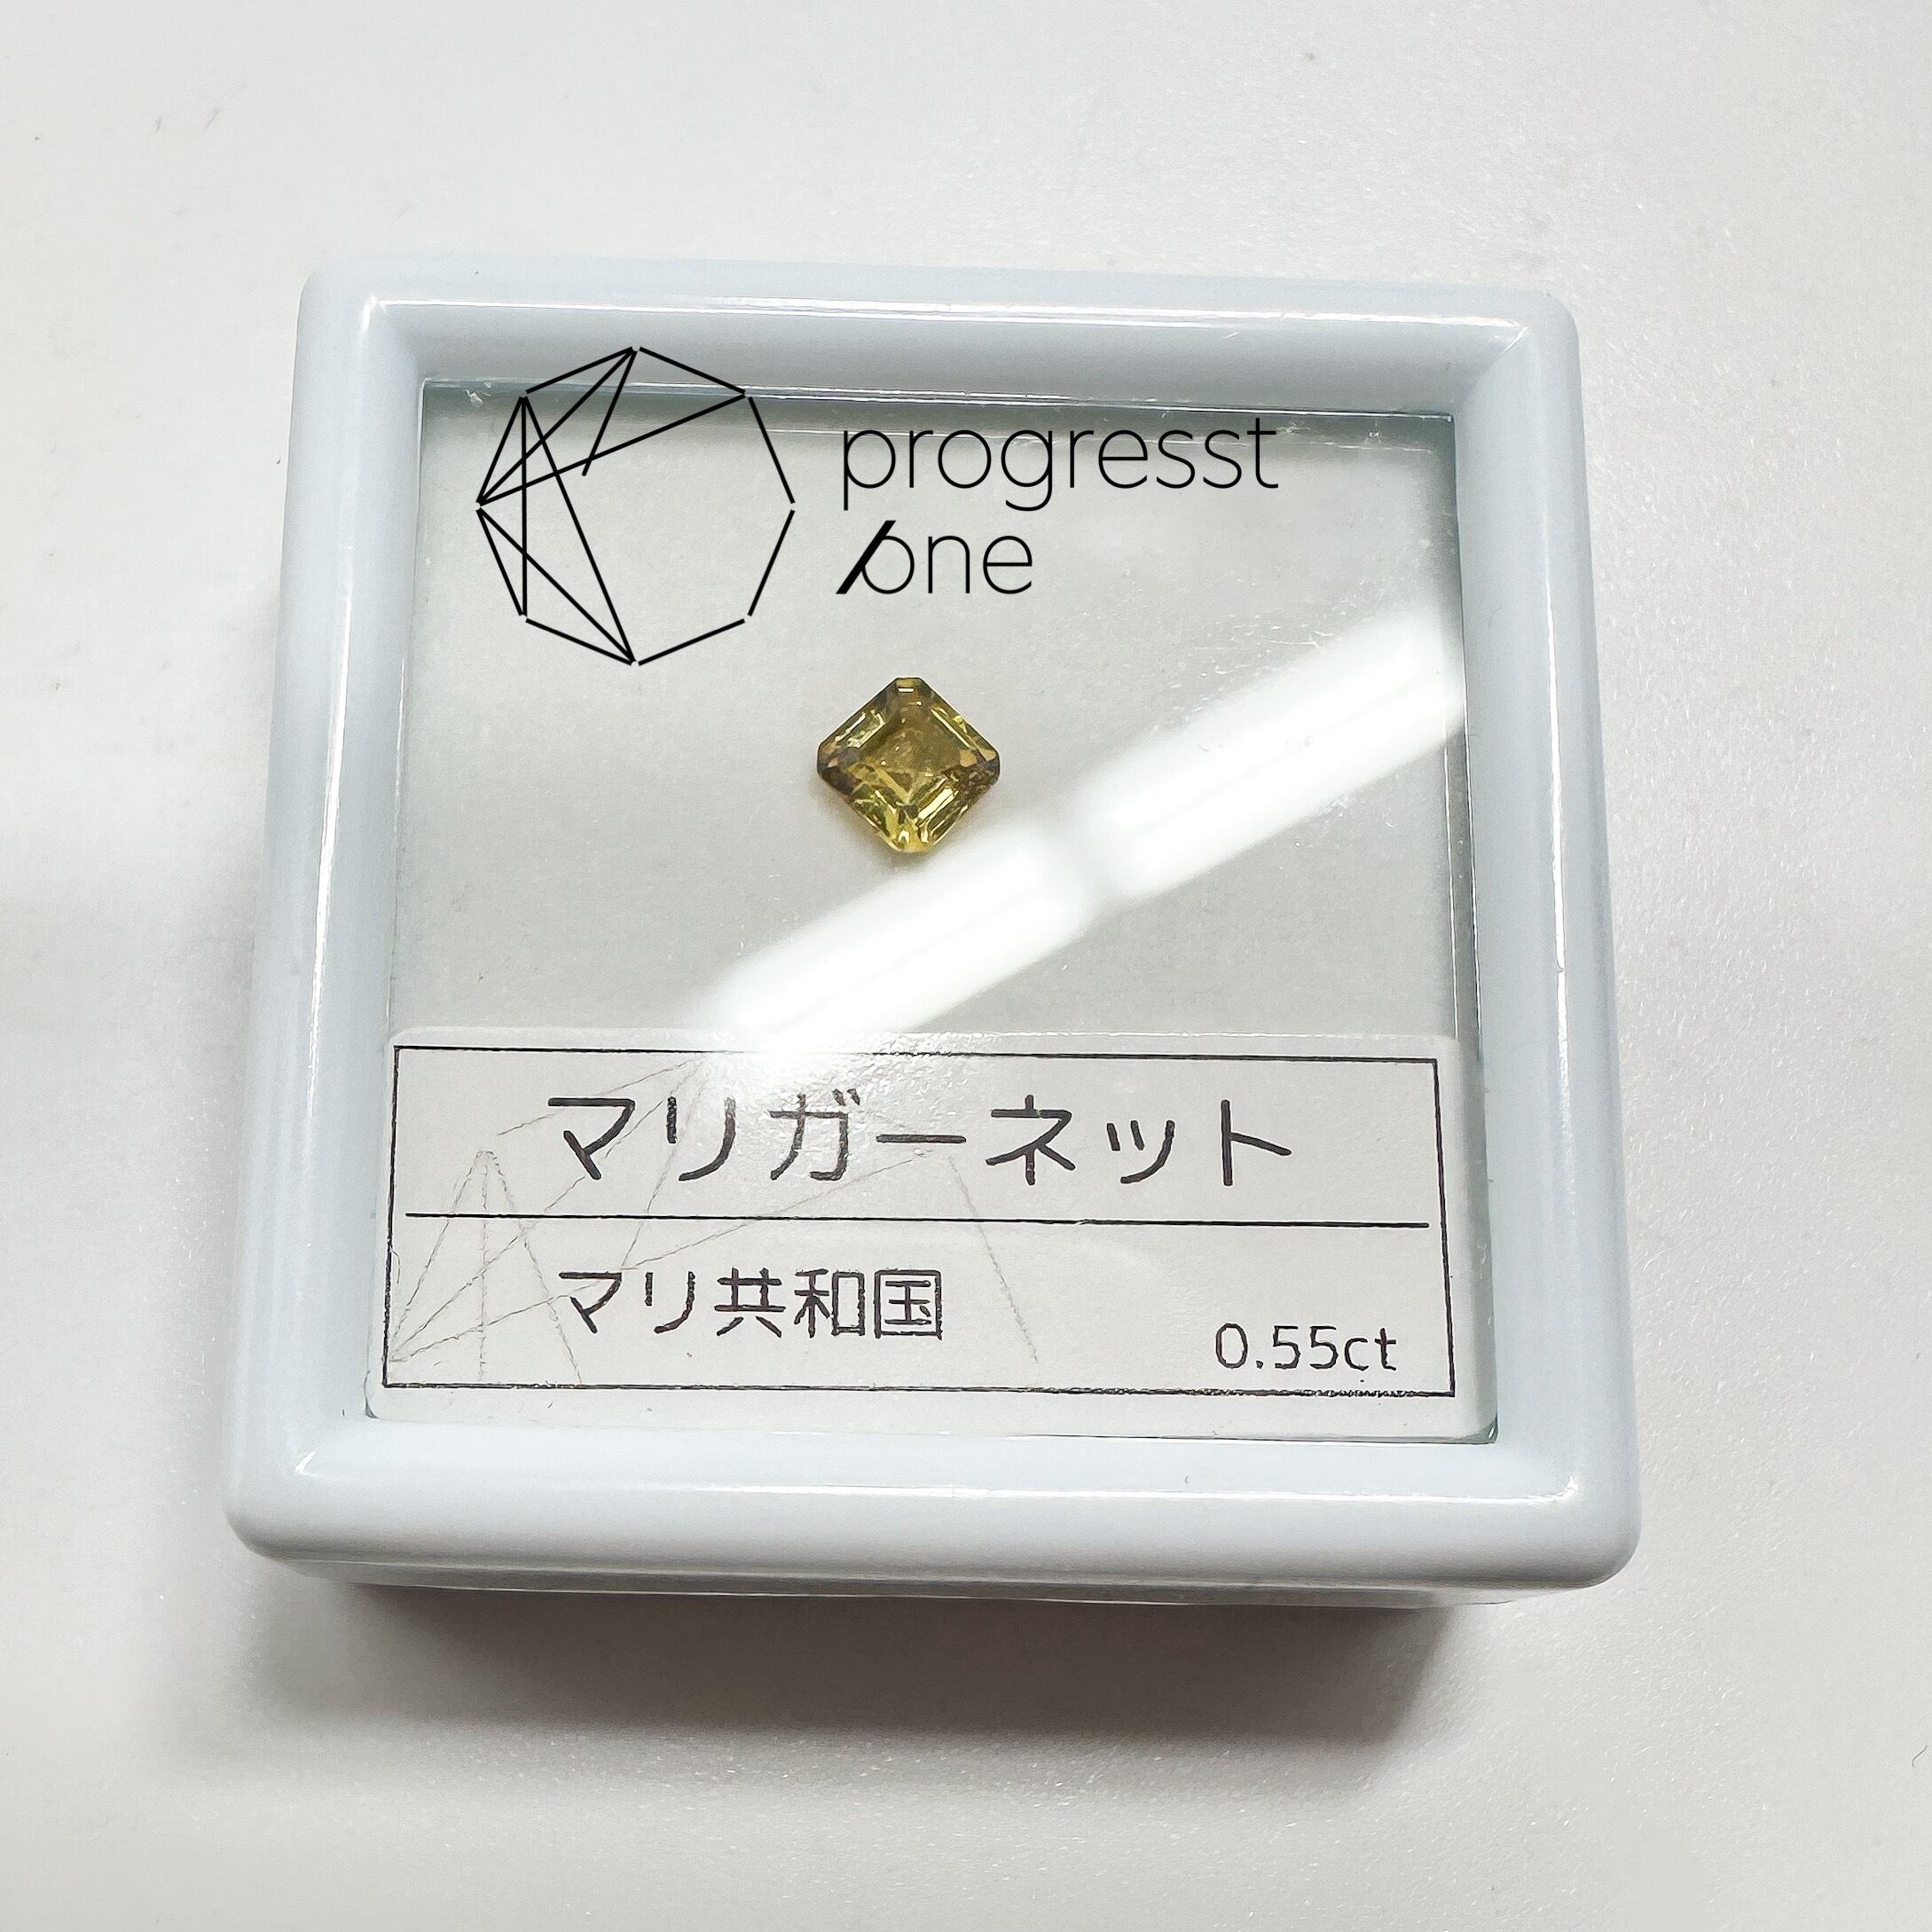 progresst
one
マリガーネット
マリ共和国
0.55ct